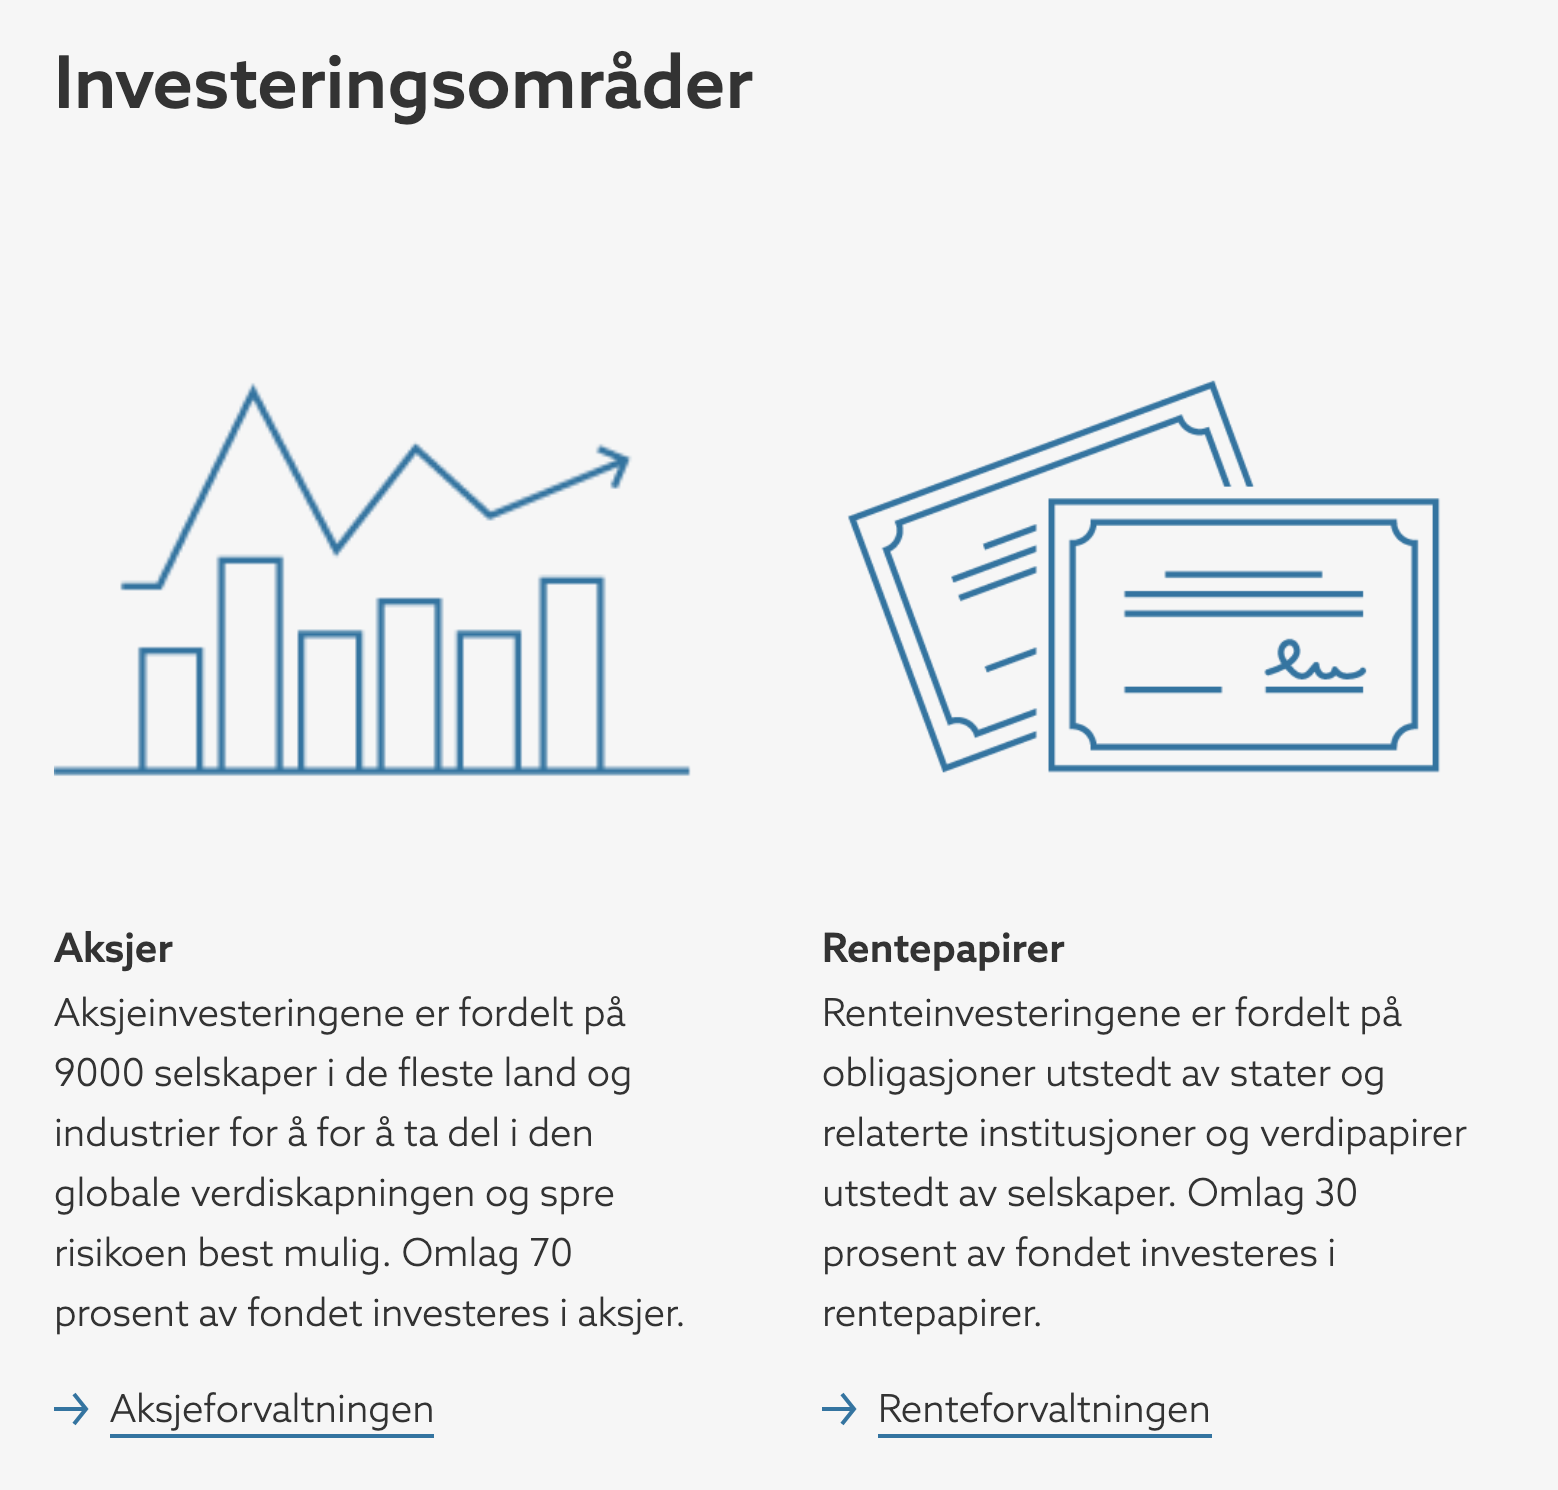 Investeringsområder
Aksjer
Aksjeinvesteringene er fordelt på
9000 selskaper i de fleste land og
industrier for å for å ta del i den
globale verdiskapningen og spre
risikoen best mulig. Omlag 70
prosent av fondet investeres i aksjer.
Aksjeforvaltningen
Rentepapirer
Renteinvesteringene er fordelt på
obligasjoner utstedt av stater og
relaterte institusjoner og verdipapirer
utstedt av selskaper. Omlag 30
prosent av fondet investeres i
rentepapirer.
Renteforvaltningen